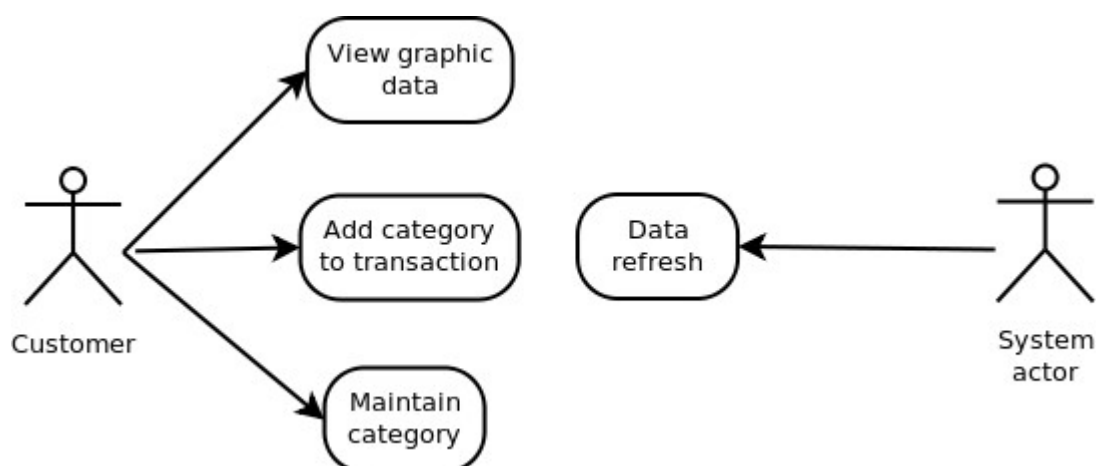 View graphic
data
Add category
to transaction
Data
refresh
Customer
System
actor
Maintain
category